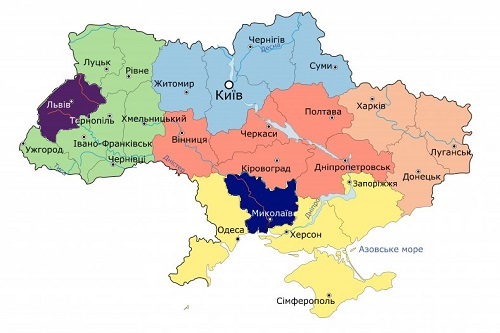 Чернігів
Десна
Луцьк
Рівне
Суми
Житомир
Київ
Львів
Харків
Тернопіль
Хмельницький
Полтава
Черкаси
Вінниця
Івано-Франківськ
Ужгород
Луганськ
Чернівці
Кіровоград
Дніпропетровськ
Донецьк
Запоріжжя
Миколаїв
Одеса
Херсон
Азовське море
Сімферополь